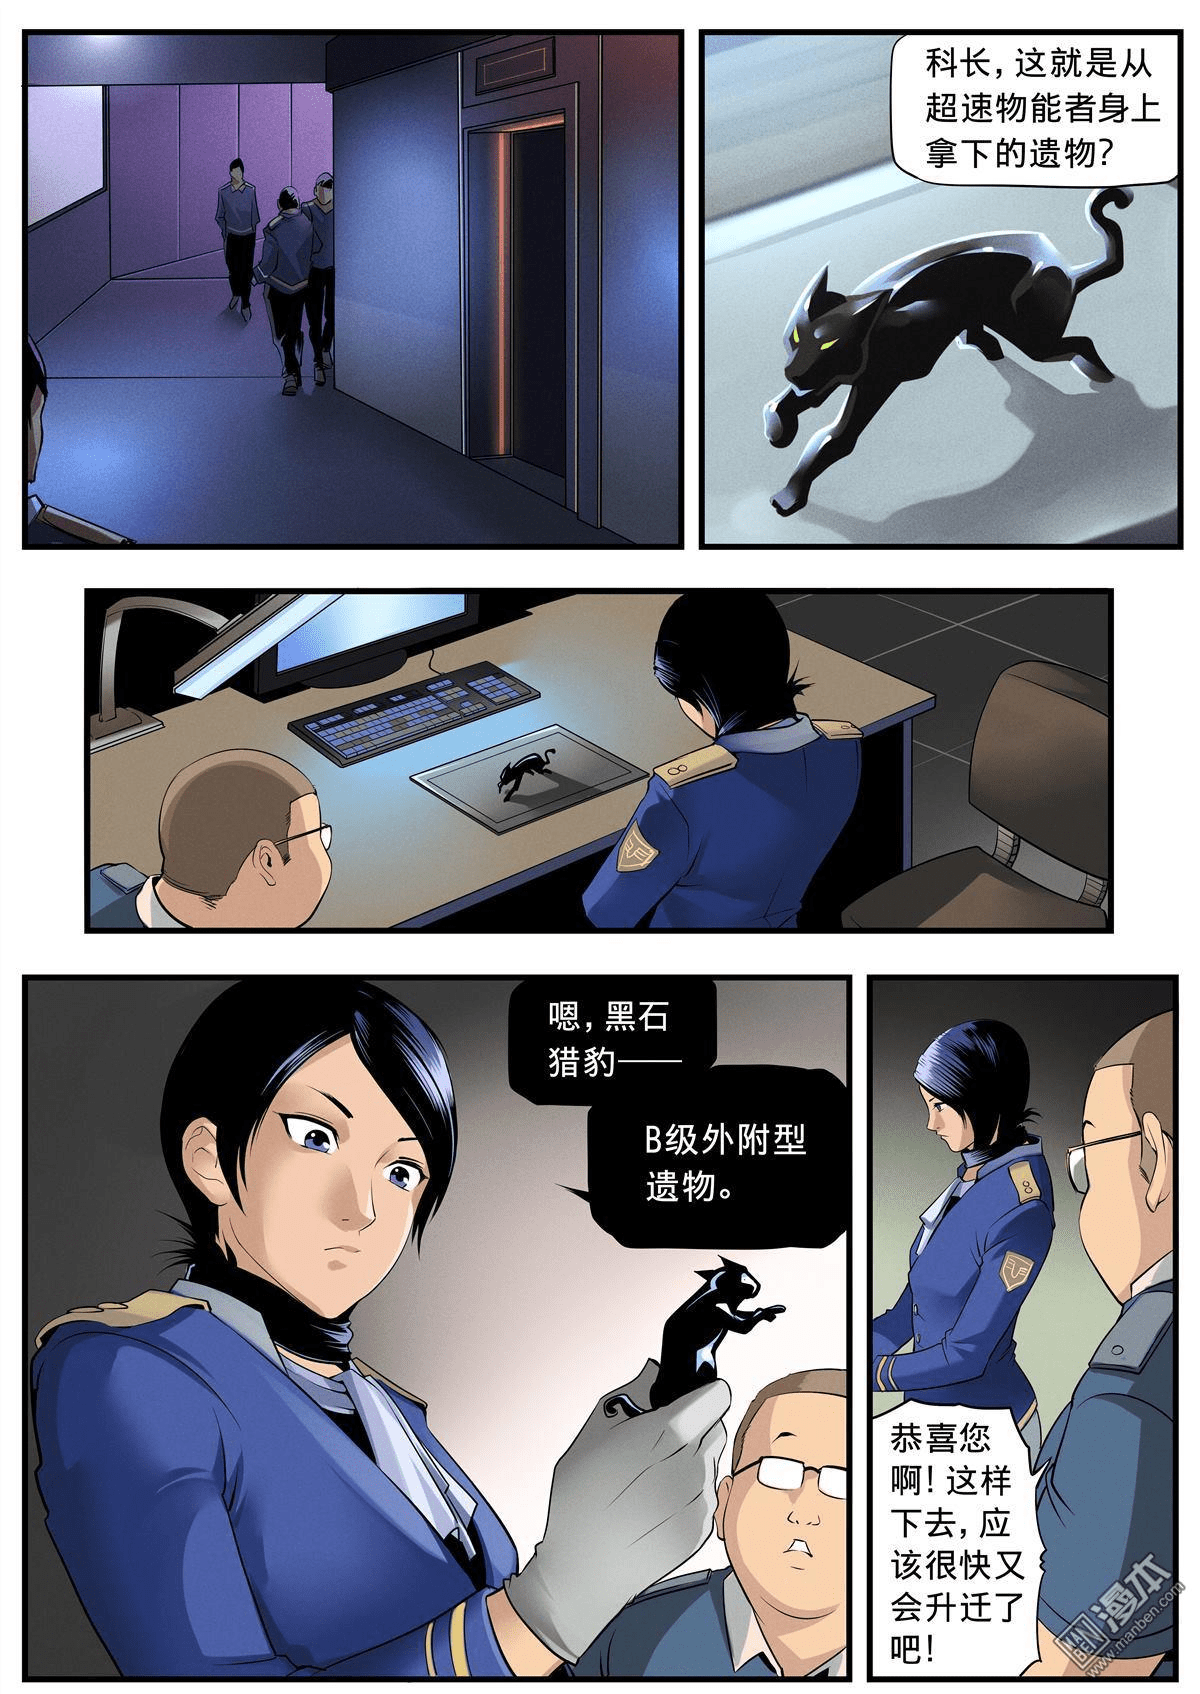 科长，这就是从
超速物能者身上
拿下的遗物？
嗯，黑石
猎豹——
B级外附型
遗物。
恭喜您
啊！这样
下去，应
该很快又
会升迁了
吧！
漫本
www.manben.com
MAN
BEN